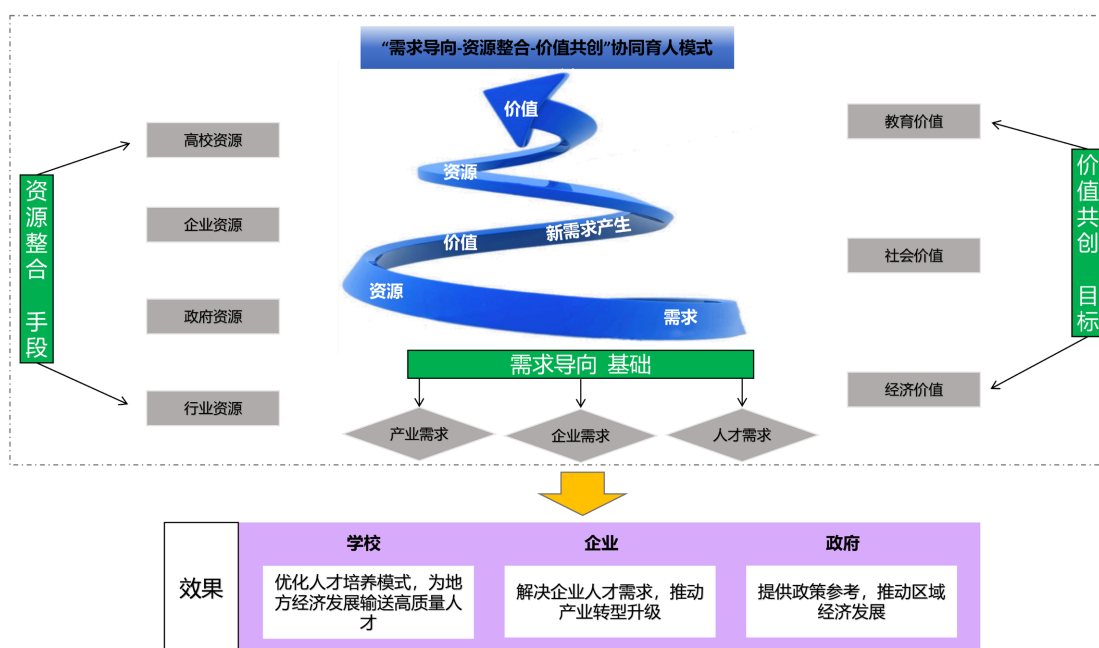 “需求导向-资源整合-价值共创”协同育人模式
价值
资源
新需求产生
价值
资源
需求
资源整合 手段
高校资源
企业资源
政府资源
行业资源
价值共创 目标
教育价值
社会价值
经济价值
需求导向 基础
产业需求
企业需求
人才需求
效果
学校
优化人才培养模式，为地
方经济发展输送高质量人
才
企业
解决企业人才需求，推动
产业转型升级
政府
提供政策参考，推动区域
经济发展